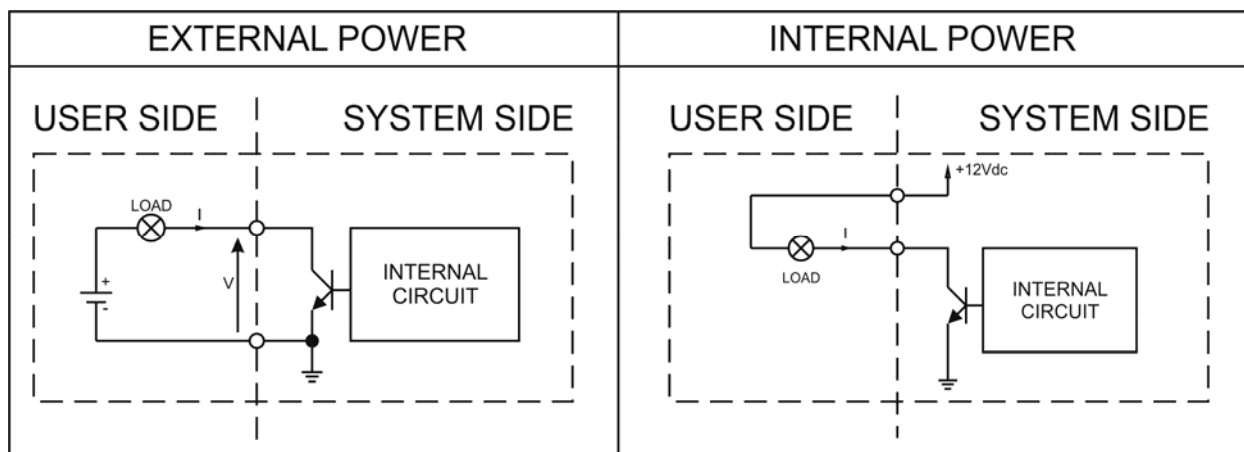 EXTERNAL POWER
INTERNAL POWER
USER SIDE
SYSTEM SIDE
LOAD
I
V
+
-
INTERNAL
CIRCUIT
USER SIDE
SYSTEM SIDE
+12Vdc
I
LOAD
INTERNAL
CIRCUIT